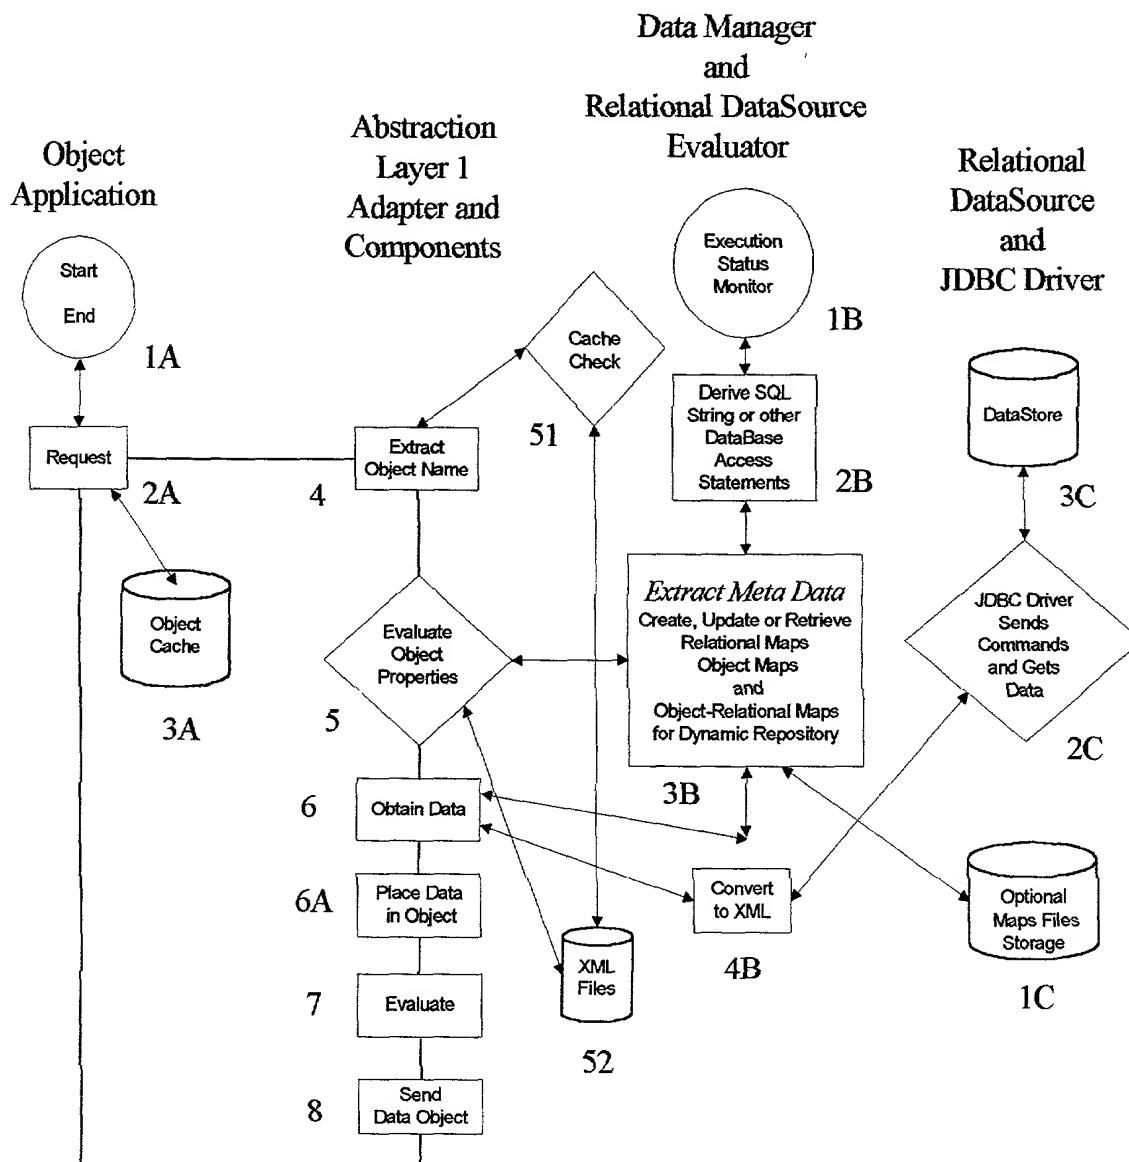 Data Manager
and
Relational DataSource
Evaluator
Abstraction
Layer 1
Adapter and
Components
Object
Application
Relational
DataSource
and
JDBC Driver
Start
End
1A
Request
2A
Object
Cache
3A
Cache
Check
51
Extract
Object Name
4
Evaluate
Object
Properties
5
Obtain Data
6
Place Data
in Object
6A
Evaluate
7
Send
Data Object
8
XML
Files
52
Execution
Status
Monitor
1B
Derive SQL
String or other
DataBase
Access
Statements
2B
Extract Meta Data
Create, Update or Retrieve
Relational Maps
Object Maps
and
Object-Relational Maps
for Dynamic Repository
3B
Convert
to XML
4B
DataStore
3C
JDBC Driver
Sends
Commands
and Gets
Data
2C
Optional
Maps Files
Storage
1C